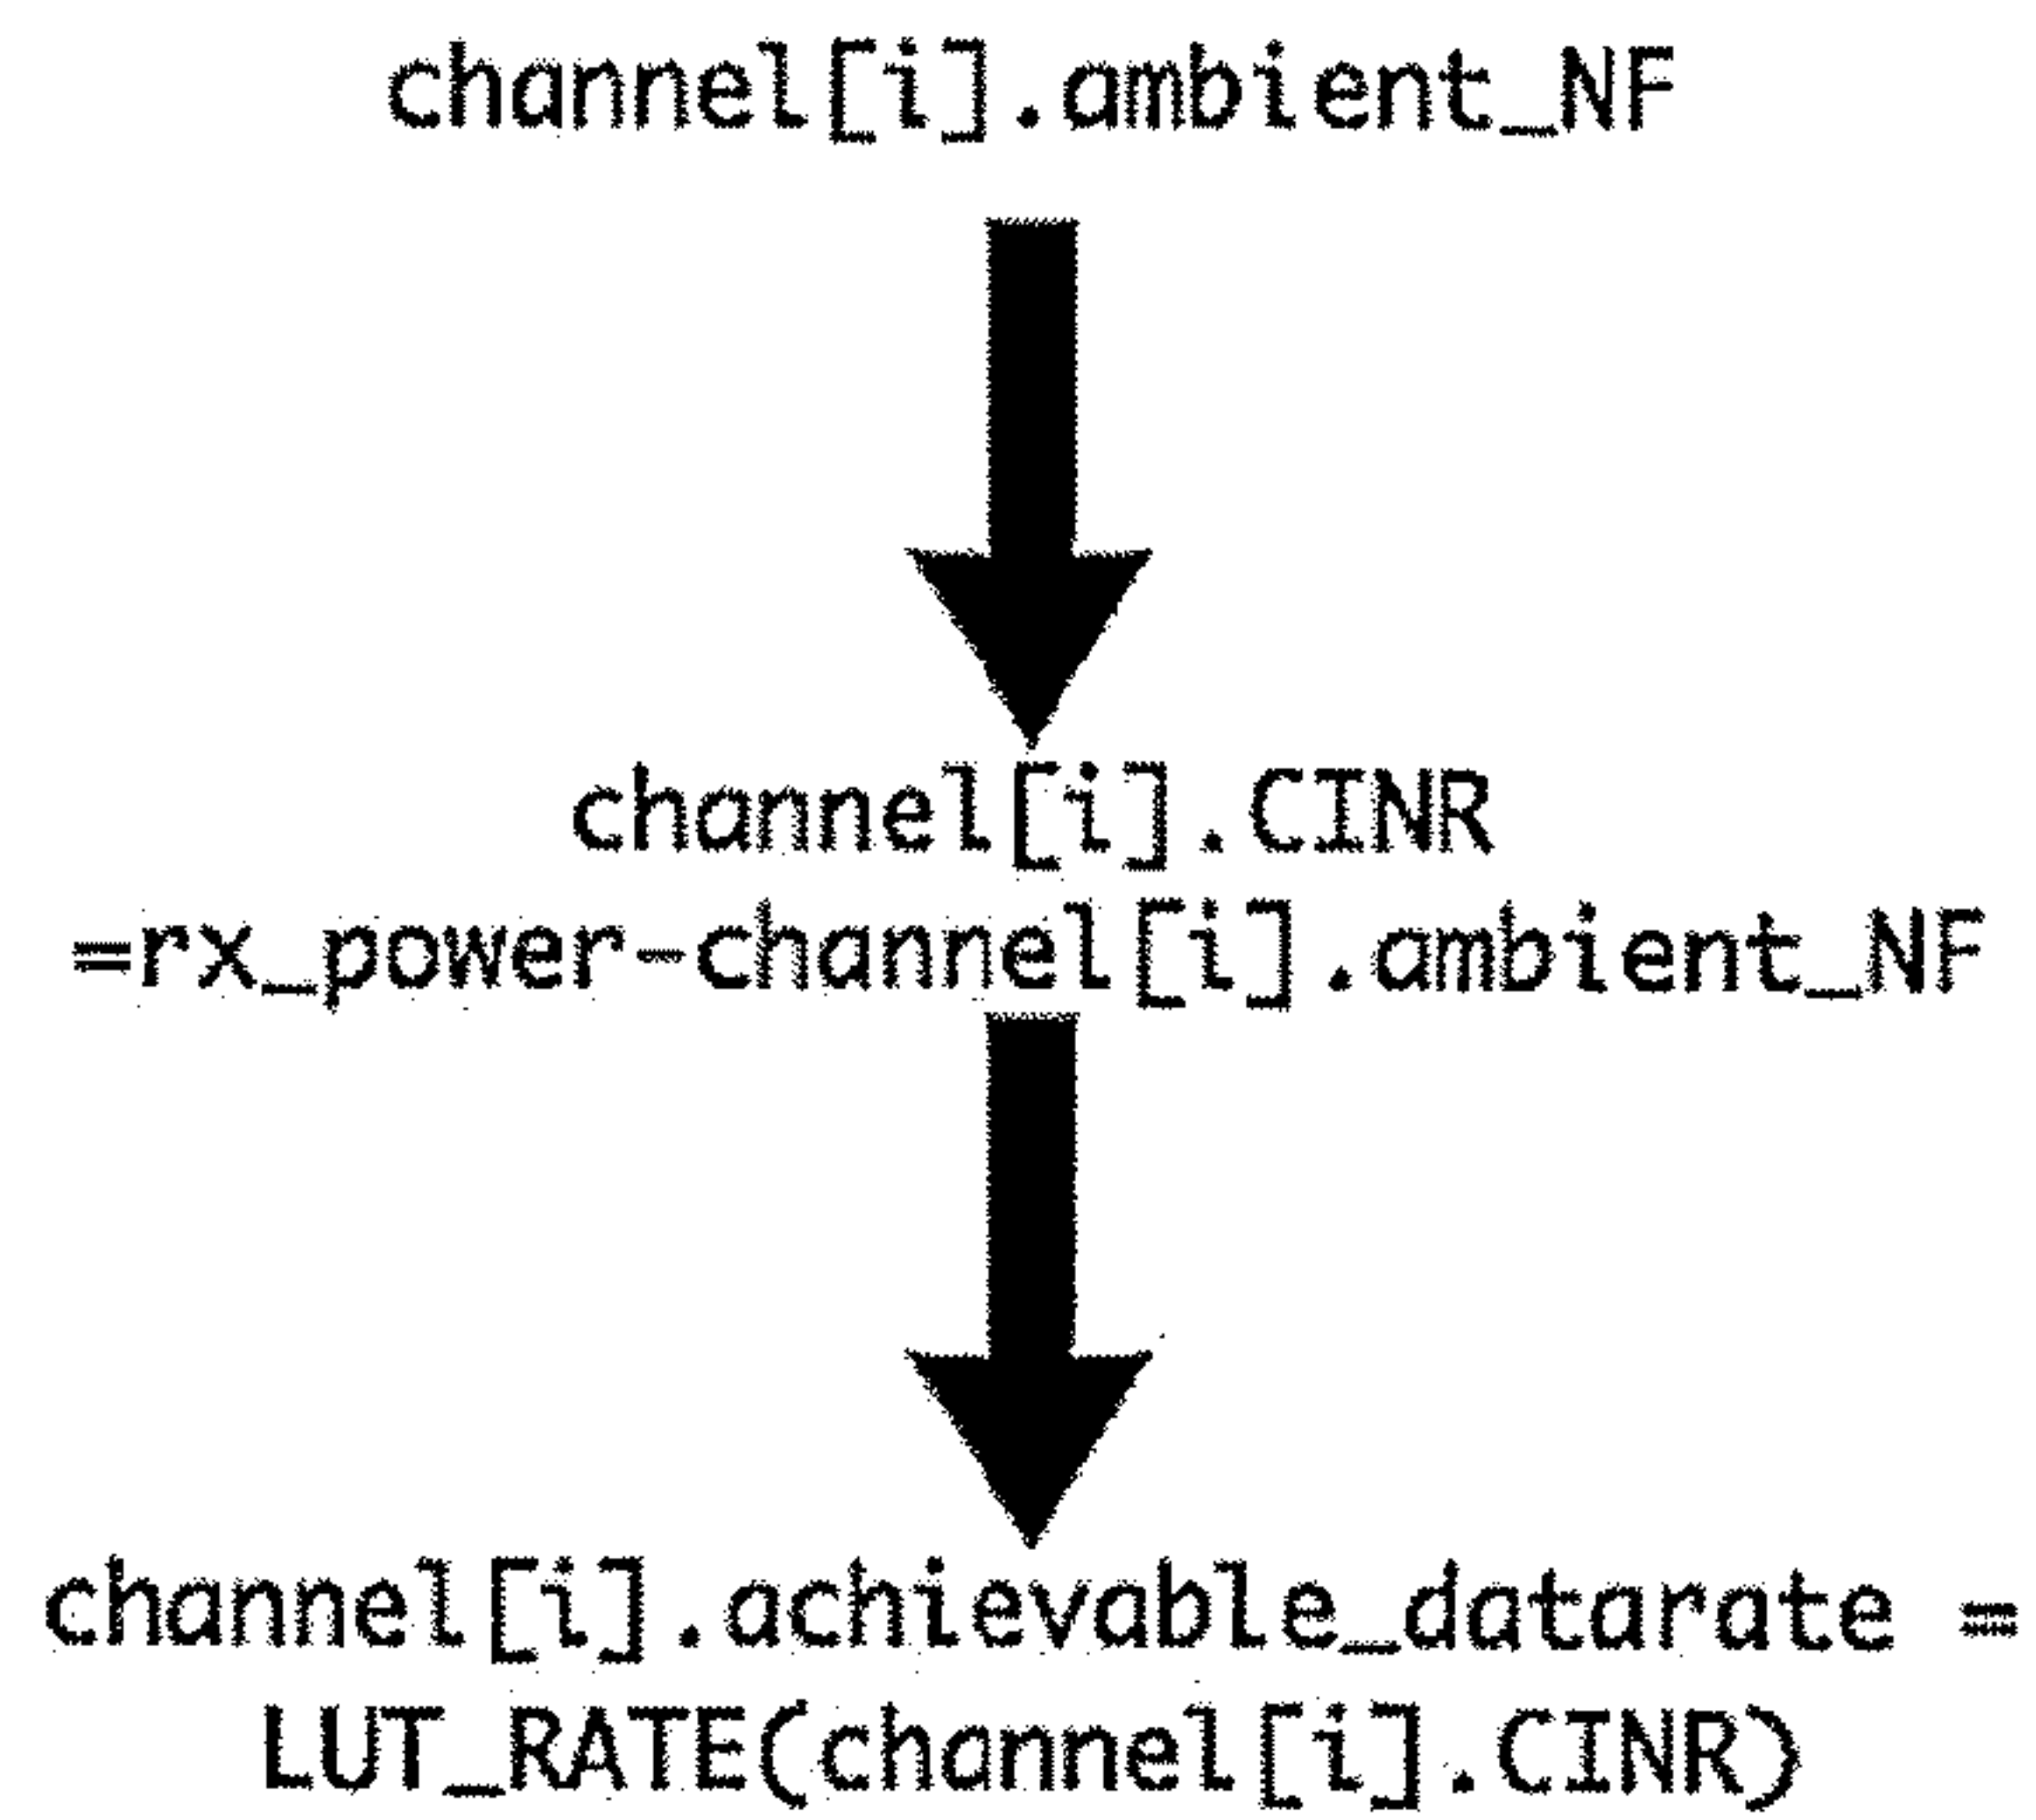 channel[i].ambient_NF
channel[i].CINR
=rx_power-channel[i].ambient_NF
channel[i].achievable_datarate =
LUT_RATE(channel[i].CINR)